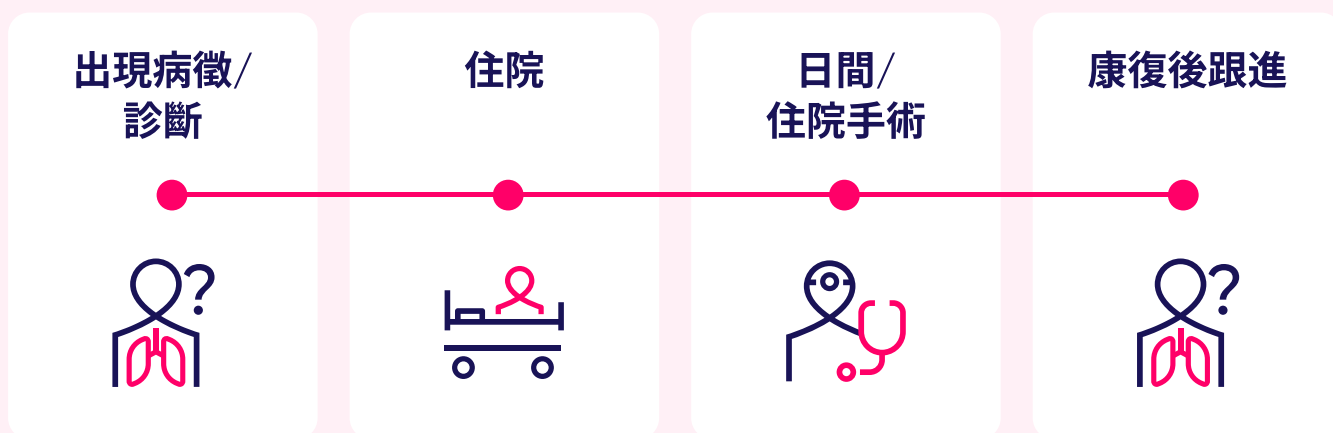 出現病徵/
診斷
住院
日間/
住院手術
康復後跟進